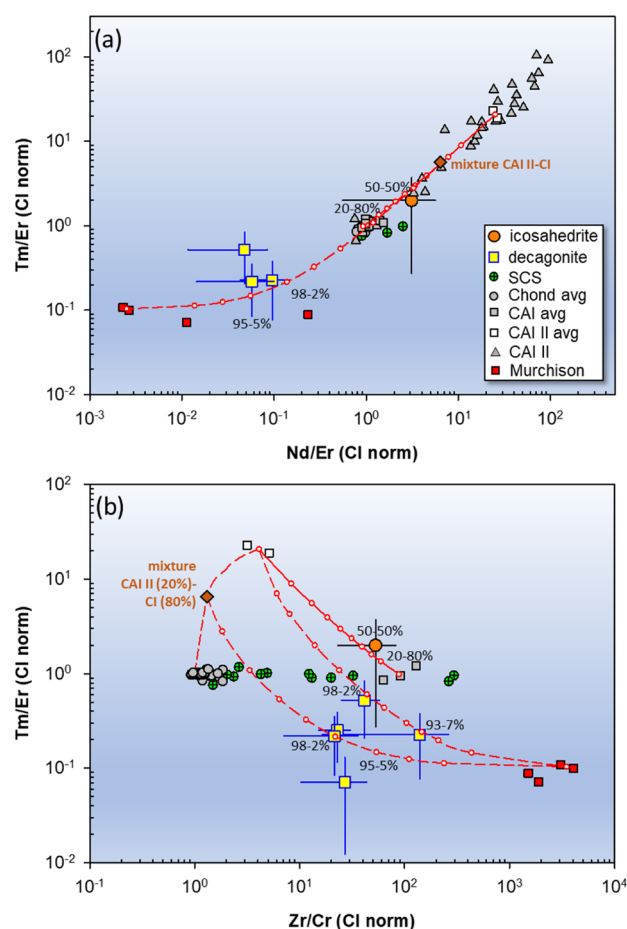 (a)
10²
10¹
10⁰
10⁻¹
10⁻²
Tm/Er (CI norm)
mixture CAI II-CI
50-50%
20-80%
98-2%
95-5%
icosahedrite
decagonite
SCS
Chond avg
CAI avg
CAI II avg
CAI II
Murchison
10⁻³ 10⁻² 10⁻¹ 10⁰ 10¹ 10²
Nd/Er (CI norm)
(b)
10²
10¹
10⁰
10⁻¹
10⁻²
Tm/Er (CI norm)
mixture
CAI II (20%)-
CI (80%)
50-50%
20-80%
98-2%
93-7%
98-2%
95-5%
10⁻¹ 10⁰ 10¹ 10² 10³ 10⁴
Zr/Cr (CI norm)